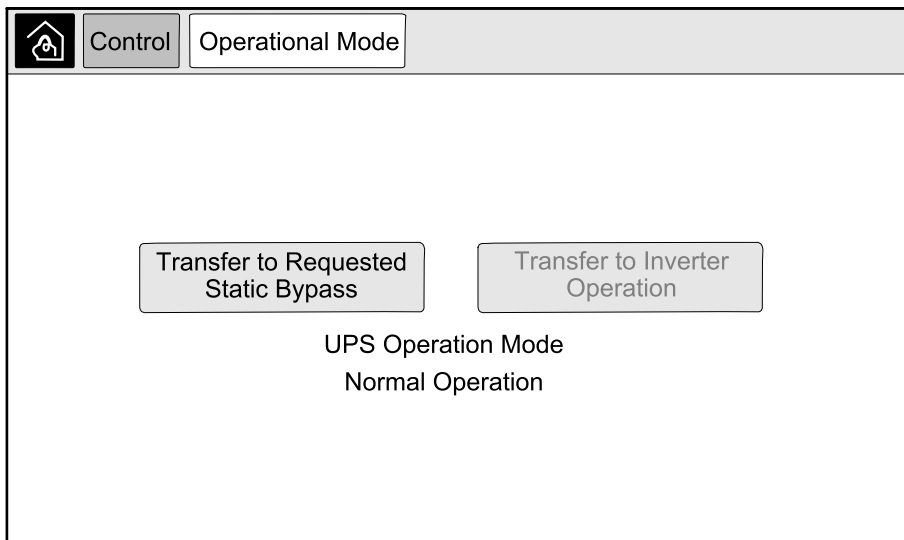 Control
Operational Mode
Transfer to Requested
Static Bypass
Transfer to Inverter
Operation
UPS Operation Mode
Normal Operation